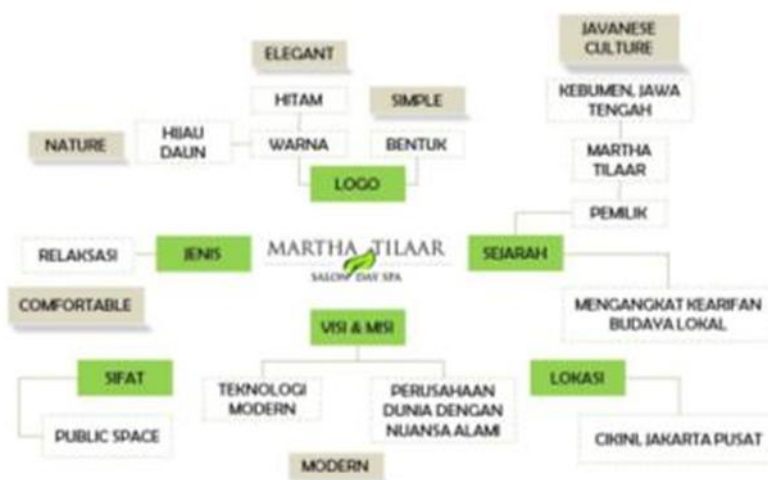 JAVANESE
CULTURE
ELEGANT
HITAM
SIMPLE
KEBUMEN, JAWA
TENGAH
NATURE
HIJAU
DAUN
WARNA
BENTUK
MARTHA
TILAAR
LOGO
PEMILIK
RELAKSASI
JENIS
MARTHA TILAAR
SALON DAY SPA
SEJARAH
COMFORTABLE
MENGANGKAT KEARIFAN
BUDAYA LOKAL
VISI & MISI
SIFAT
TEKNOLOGI
MODERN
PERUSAHAAN
DUNIA DENGAN
NUANSA ALAMI
LOKASI
PUBLIC SPACE
CIKINI, JAKARTA PUSAT
MODERN